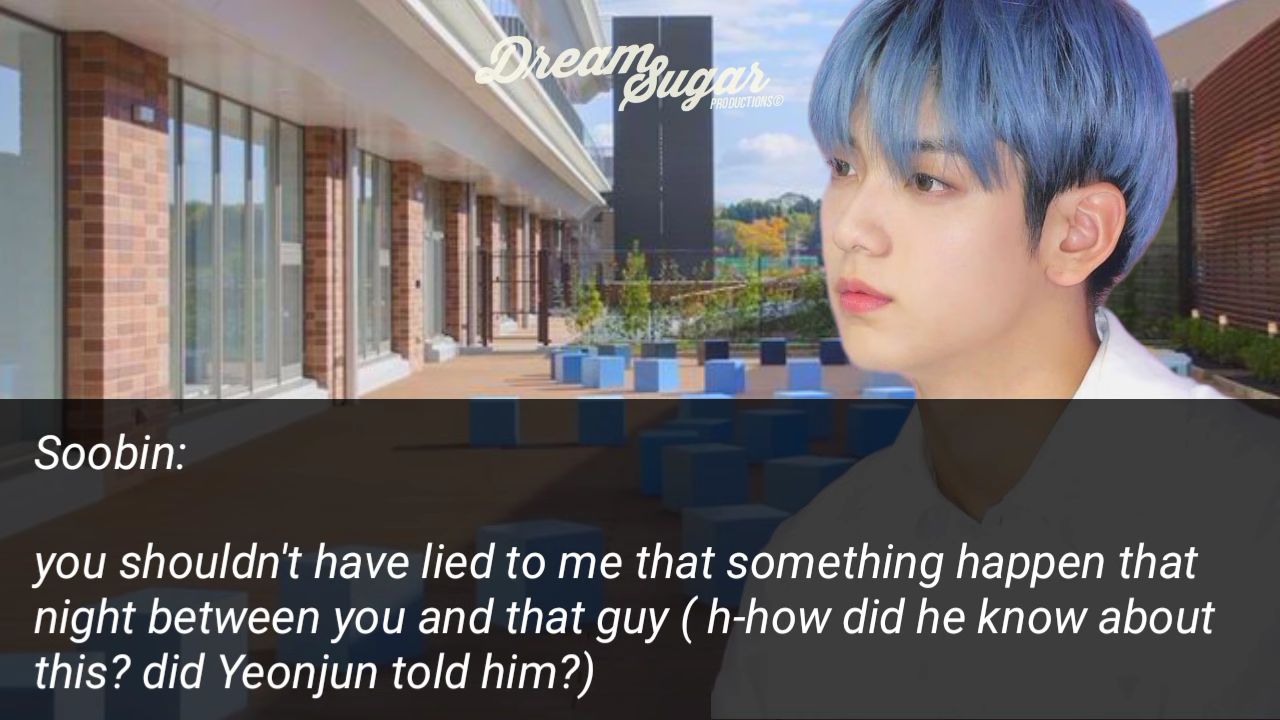 Dream
Sugar
PRODUCTIONS©
Soobin:
you shouldn't have lied to me that something happen that
night between you and that guy ( h-how did he know about
this? did Yeonjun told him?)